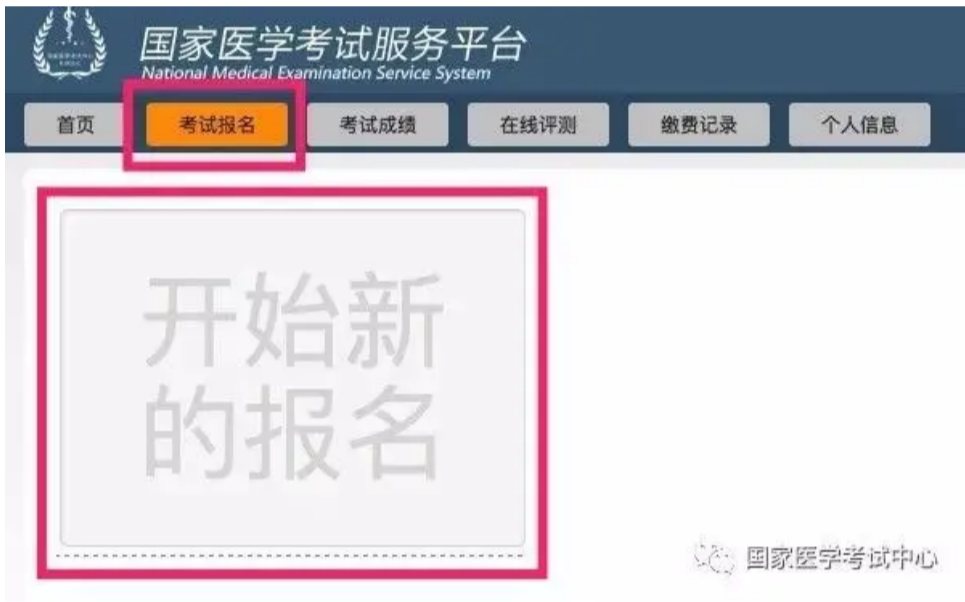 国家医学考试服务平台
National Medical Examination Service System
首页 考试报名 考试成绩 在线评测 缴费记录 个人信息
开始新
的报名
国家医学考试中心